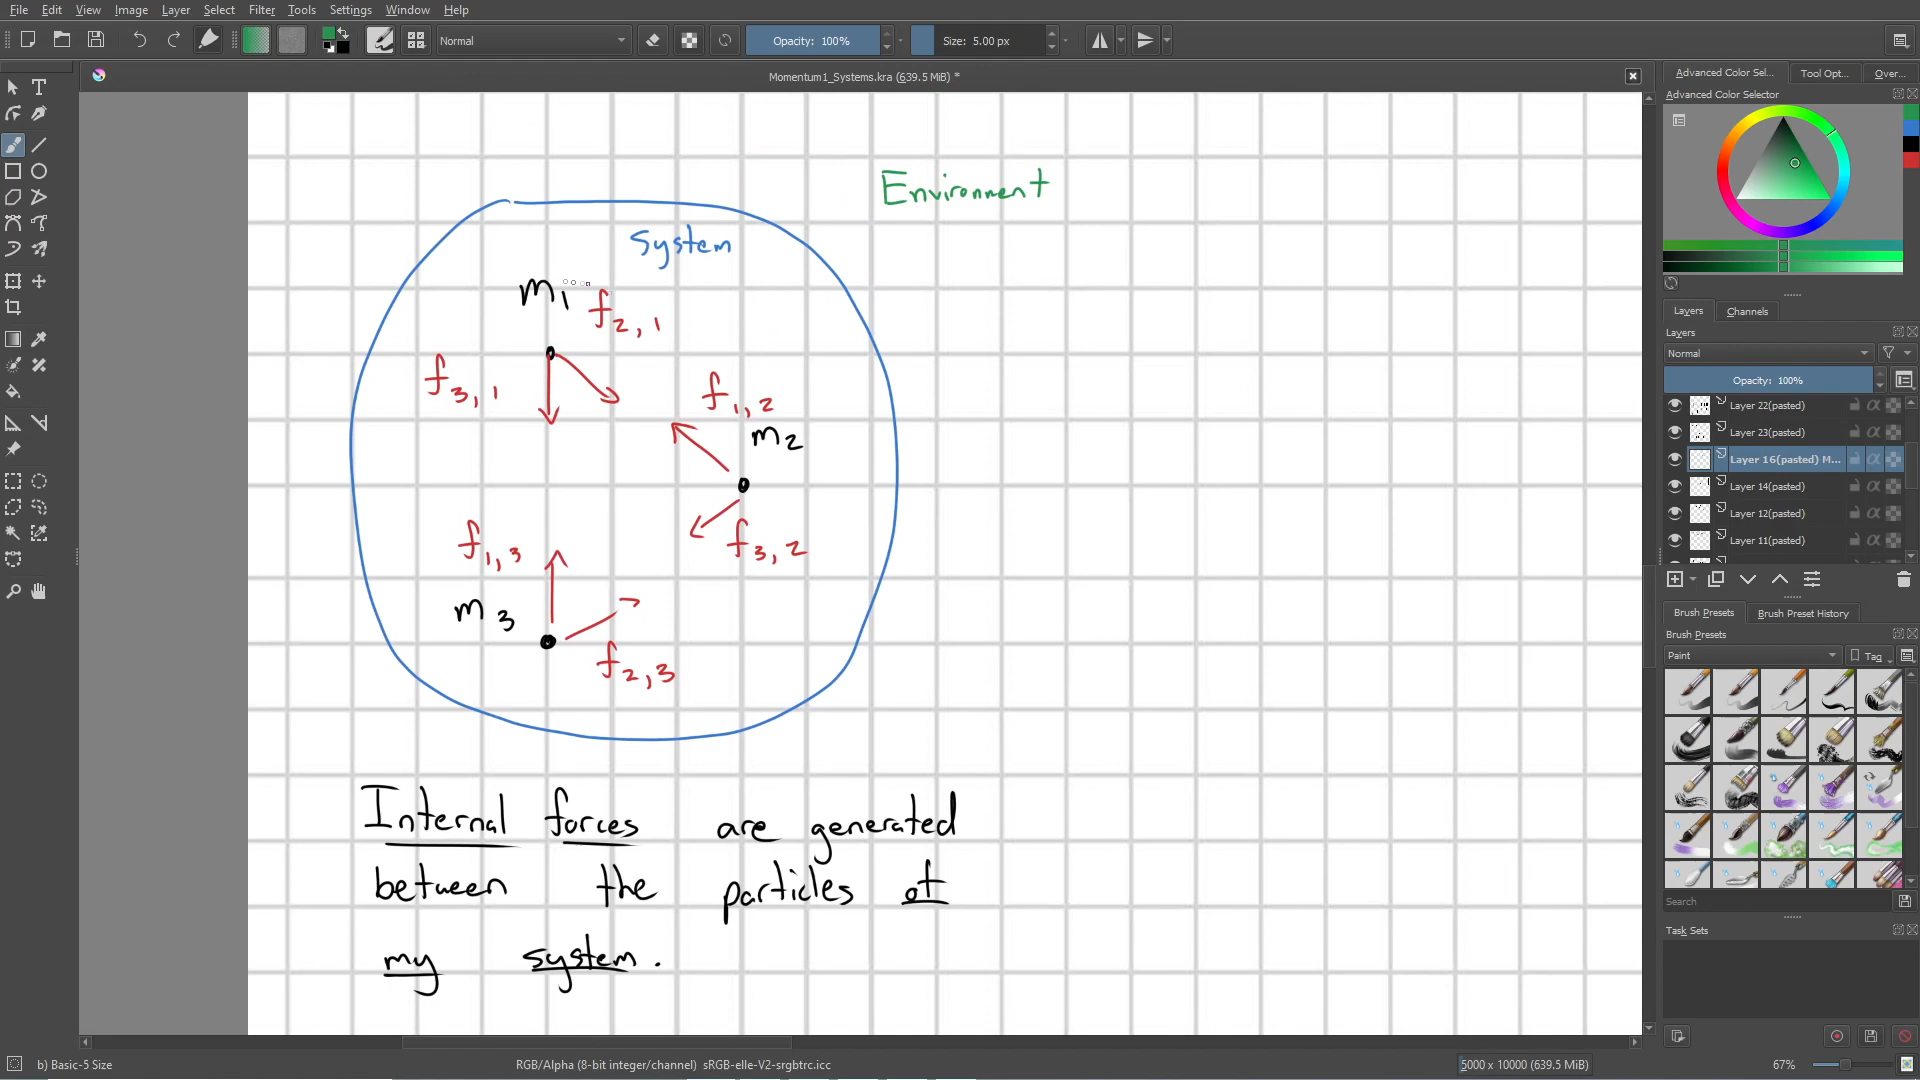 File Edit View Image Layer Select Filter Tools Settings Window Help
Normal
Opacity: 100%
Size: 5.00 px
Momentum1_Systems.kra (639.5 MiB) *
Environment
System
m1
f2,1
f3,1
f1,2
m2
f1,3
f3,2
m3
f2,3
Internal forces are generated
between the particles of
my system.
Advanced Color Sel... Tool Opt... Over...
Advanced Color Selector
Layers Channels
Layers
Normal
Opacity: 100%
Layer 22(pasted)
Layer 23(pasted)
Layer 16(pasted) M...
Layer 14(pasted)
Layer 12(pasted)
Layer 11(pasted)
Brush Presets Brush Preset History
Brush Presets
Paint
Tag
Search
Task Sets
b) Basic-5 Size
RGB/Alpha (8-bit integer/channel) sRGB-elle-V2-srgbtrc.icc
5000 x 10000 (639.5 MiB)
67%